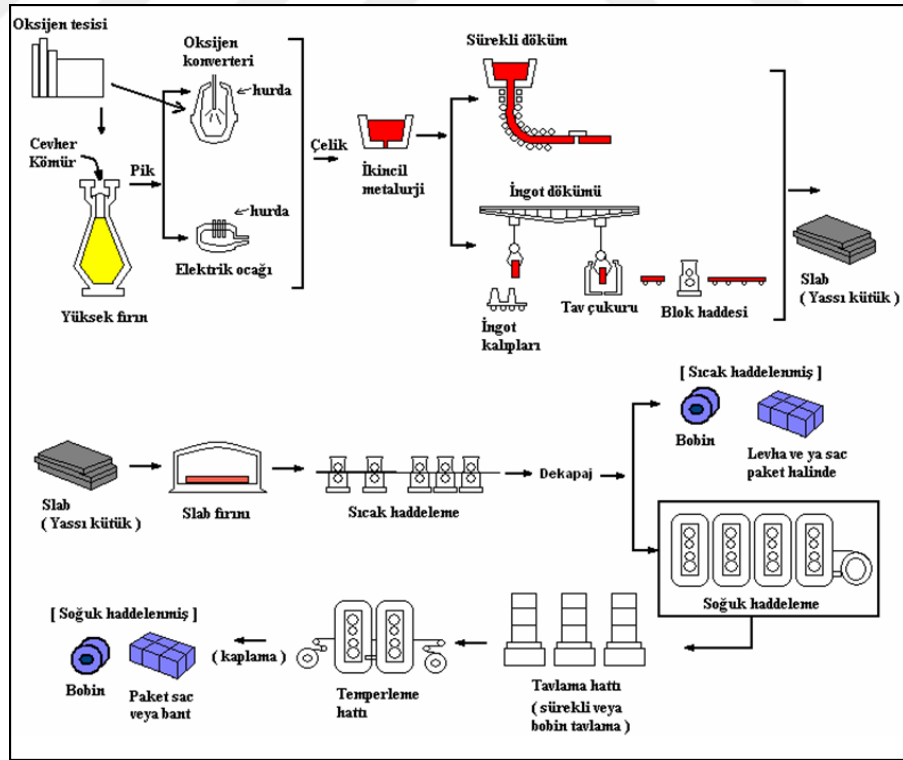 Oksijen tesisi
Oksijen
konverteri
hurda
Sürekli döküm
Cevher
Kömür
Pik
Çelik
İkincil
metalurji
İngot dökümü
hurda
Elektrik ocağı
Yüksek fırın
İngot
kalıpları
Tav çukuru
Blok haddesi
Slab
( Yassı kütük )
[ Sıcak haddelenmiş ]
Bobin
Levha ve ya sac
paket halinde
Slab
( Yassı kütük )
Slab fırını
Sıcak haddeleme
Dekapaj
Soğuk haddeleme
[ Soğuk haddelenmiş ]
Bobin
Paket sac
veya bant
( kaplama )
Temperleme
hattı
Tavlama hattı
( sürekli veya
bobin tavlama )